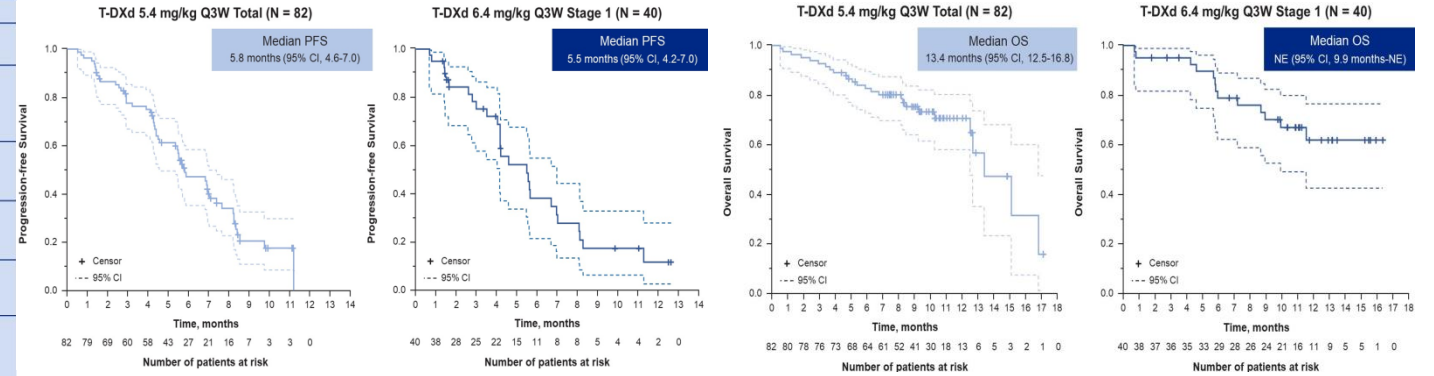 T-DXd 5.4 mg/kg Q3W Total (N = 82)
Median PFS
5.8 months (95% CI, 4.6-7.0)
Progression-free Survival
1.0
0.8
0.6
0.4
0.2
0.0
+ Censor
--- 95% CI
0 1 2 3 4 5 6 7 8 9 10 11 12 13 14
Time, months
82 79 69 60 58 43 27 21 16 7 3 3 0
Number of patients at risk
T-DXd 6.4 mg/kg Q3W Stage 1 (N = 40)
Median PFS
5.5 months (95% CI, 4.2-7.0)
Progression-free Survival
1.0
0.8
0.6
0.4
0.2
0.0
+ Censor
--- 95% CI
0 1 2 3 4 5 6 7 8 9 10 11 12 13 14
Time, months
40 38 28 25 22 15 11 8 8 4 4 2 0
Number of patients at risk
T-DXd 5.4 mg/kg Q3W Total (N = 82)
Median OS
13.4 months (95% CI, 12.5-16.8)
Overall Survival
1.0
0.8
0.6
0.4
0.2
0.0
+ Censor
--- 95% CI
0 1 2 3 4 5 6 7 8 9 10 11 12 13 14 15 16 17 18
Time, months
82 80 78 76 73 68 64 61 52 41 30 18 13 6 5 3 2 1 0
Number of patients at risk
T-DXd 6.4 mg/kg Q3W Stage 1 (N = 40)
Median OS
NE (95% CI, 9.9 months-NE)
Overall Survival
1.0
0.8
0.6
0.4
0.2
0.0
+ Censor
--- 95% CI
0 1 2 3 4 5 6 7 8 9 10 11 12 13 14 15 16 17 18
Time, months
40 38 37 36 35 33 29 28 26 24 21 16 11 9 5 5 1 0
Number of patients at risk